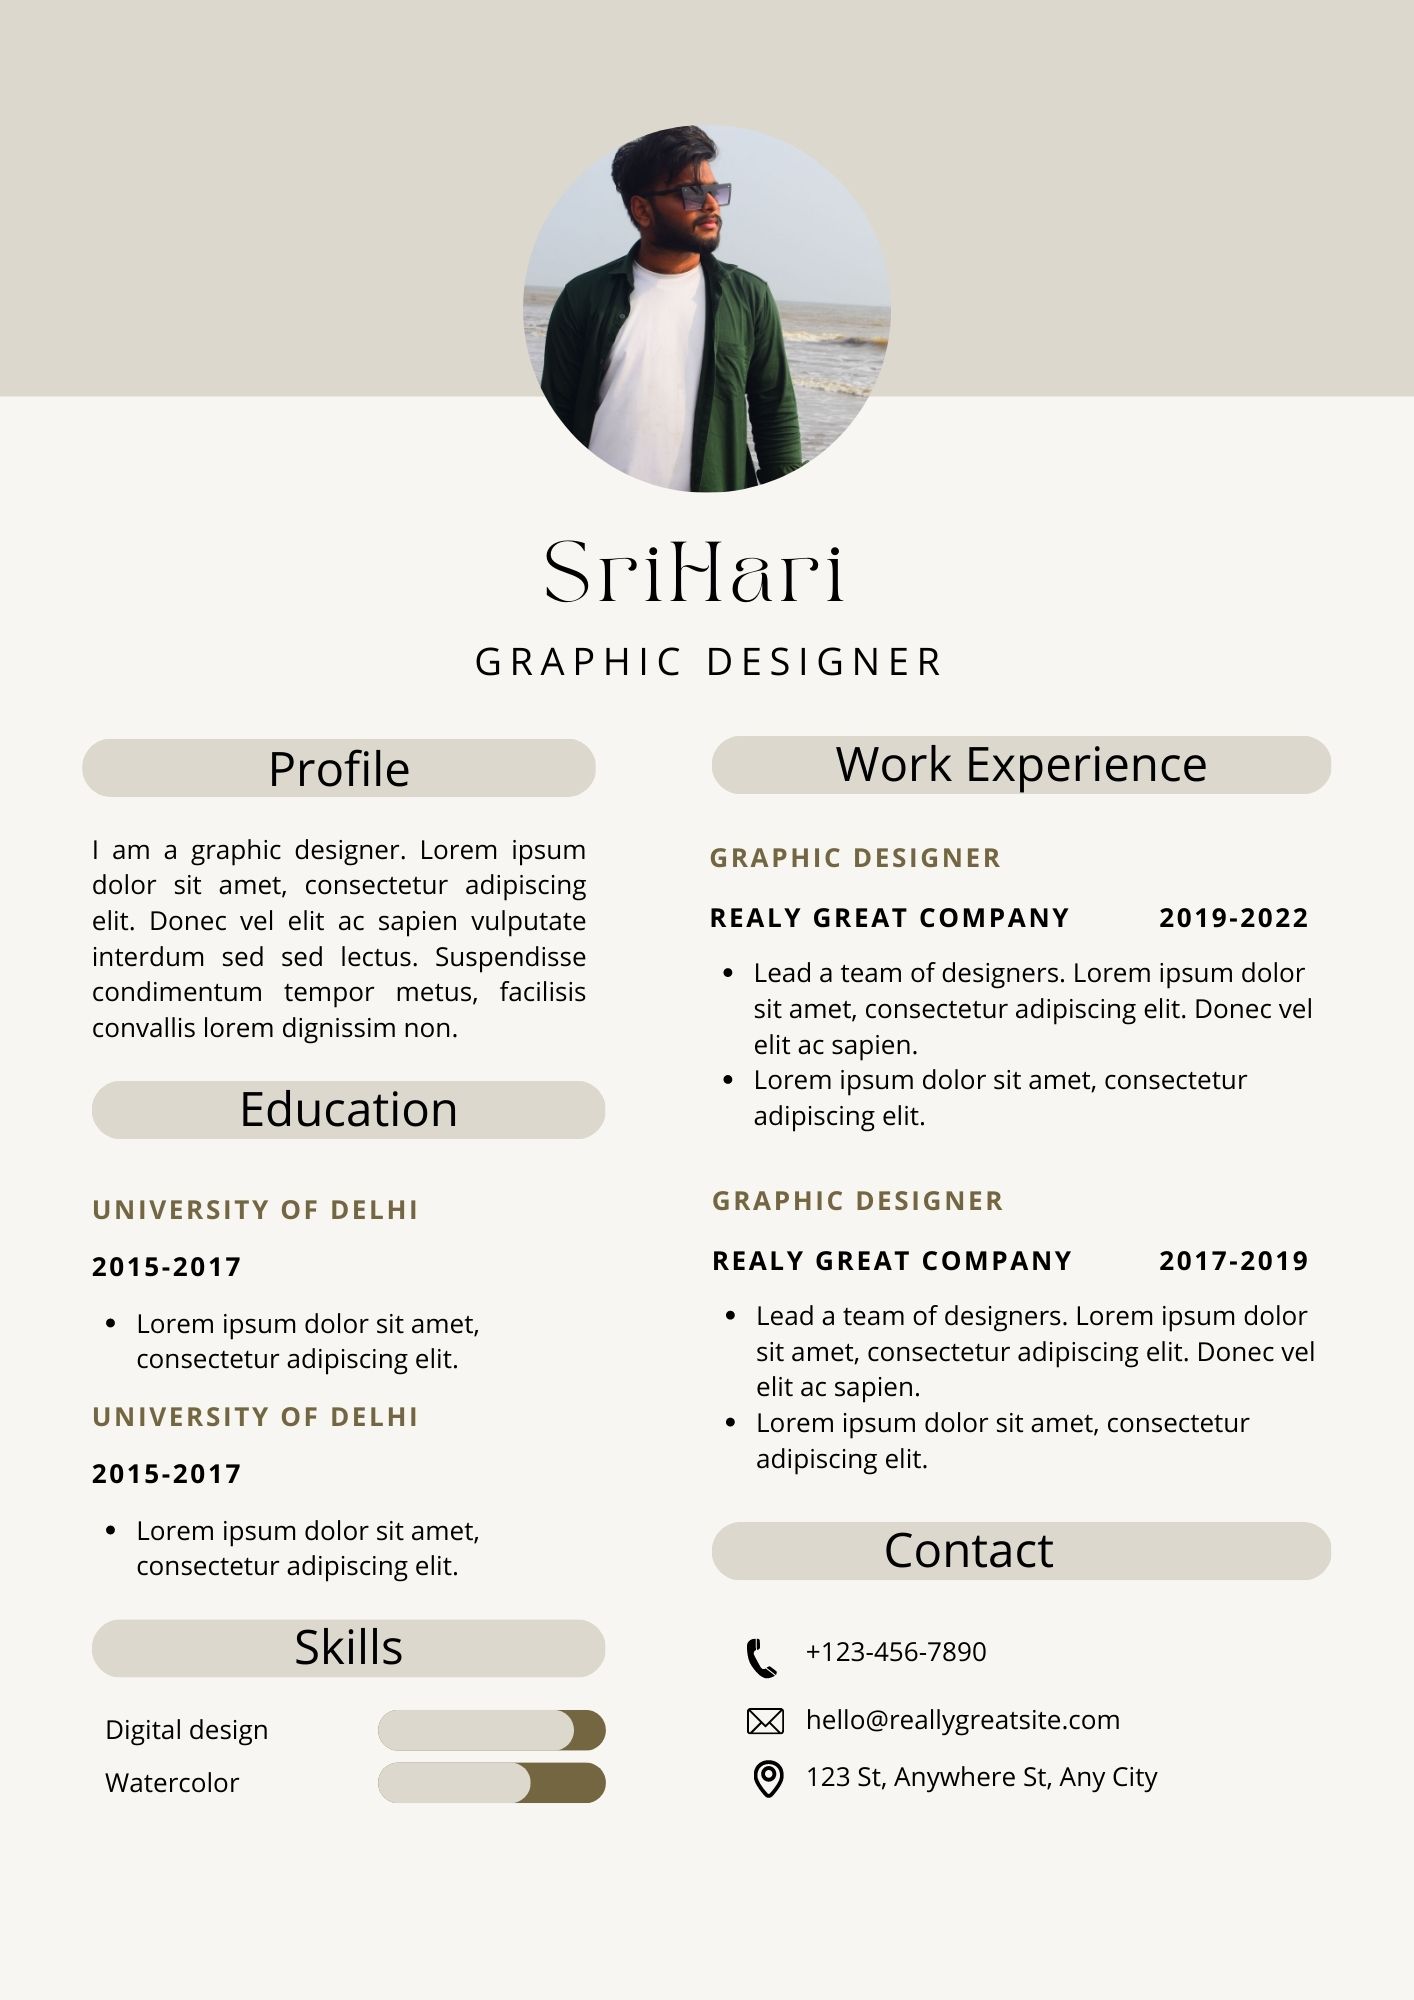 SriHari
GRAPHIC DESIGNER
Profile
I am a graphic designer. Lorem ipsum
dolor sit amet, consectetur adipiscing
elit. Donec vel elit ac sapien vulputate
interdum sed sed lectus. Suspendisse
condimentum tempor metus, facilisis
convallis lorem dignissim non.
Education
UNIVERSITY OF DELHI
2015-2017
• Lorem ipsum dolor sit amet,
consectetur adipiscing elit.
UNIVERSITY OF DELHI
2015-2017
• Lorem ipsum dolor sit amet,
consectetur adipiscing elit.
Skills
Digital design
Watercolor
Work Experience
GRAPHIC DESIGNER
REALY GREAT COMPANY 2019-2022
• Lead a team of designers. Lorem ipsum dolor
sit amet, consectetur adipiscing elit. Donec vel
elit ac sapien.
• Lorem ipsum dolor sit amet, consectetur
adipiscing elit.
GRAPHIC DESIGNER
REALY GREAT COMPANY 2017-2019
• Lead a team of designers. Lorem ipsum dolor
sit amet, consectetur adipiscing elit. Donec vel
elit ac sapien.
• Lorem ipsum dolor sit amet, consectetur
adipiscing elit.
Contact
+123-456-7890
hello@reallygreatsite.com
123 St, Anywhere St, Any City